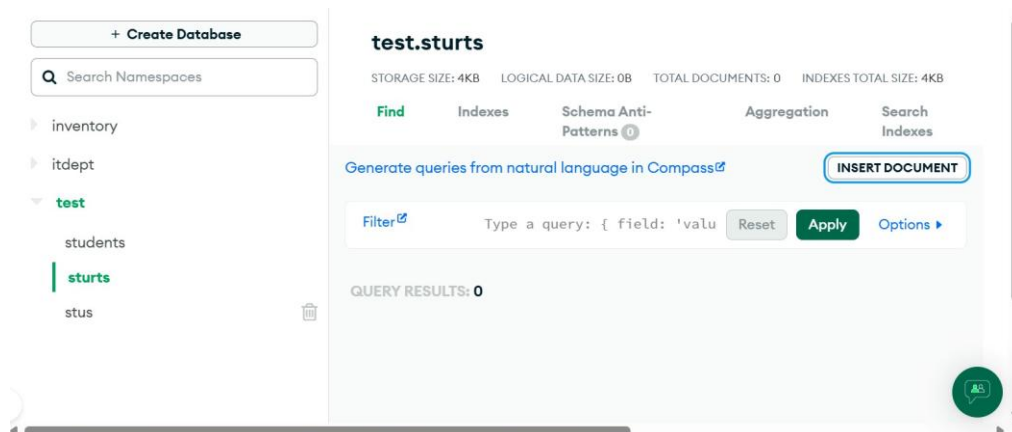 + Create Database
Search Namespaces
inventory
itdept
test
students
sturts
stus
test.sturts
STORAGE SIZE: 4KB LOGICAL DATA SIZE: 0B TOTAL DOCUMENTS: 0 INDEXES TOTAL SIZE: 4KB
Find Indexes Schema Anti-Patterns 0 Aggregation Search Indexes
Generate queries from natural language in Compass INSERT DOCUMENT
Filter Type a query: { field: 'valu Reset Apply Options
QUERY RESULTS: 0